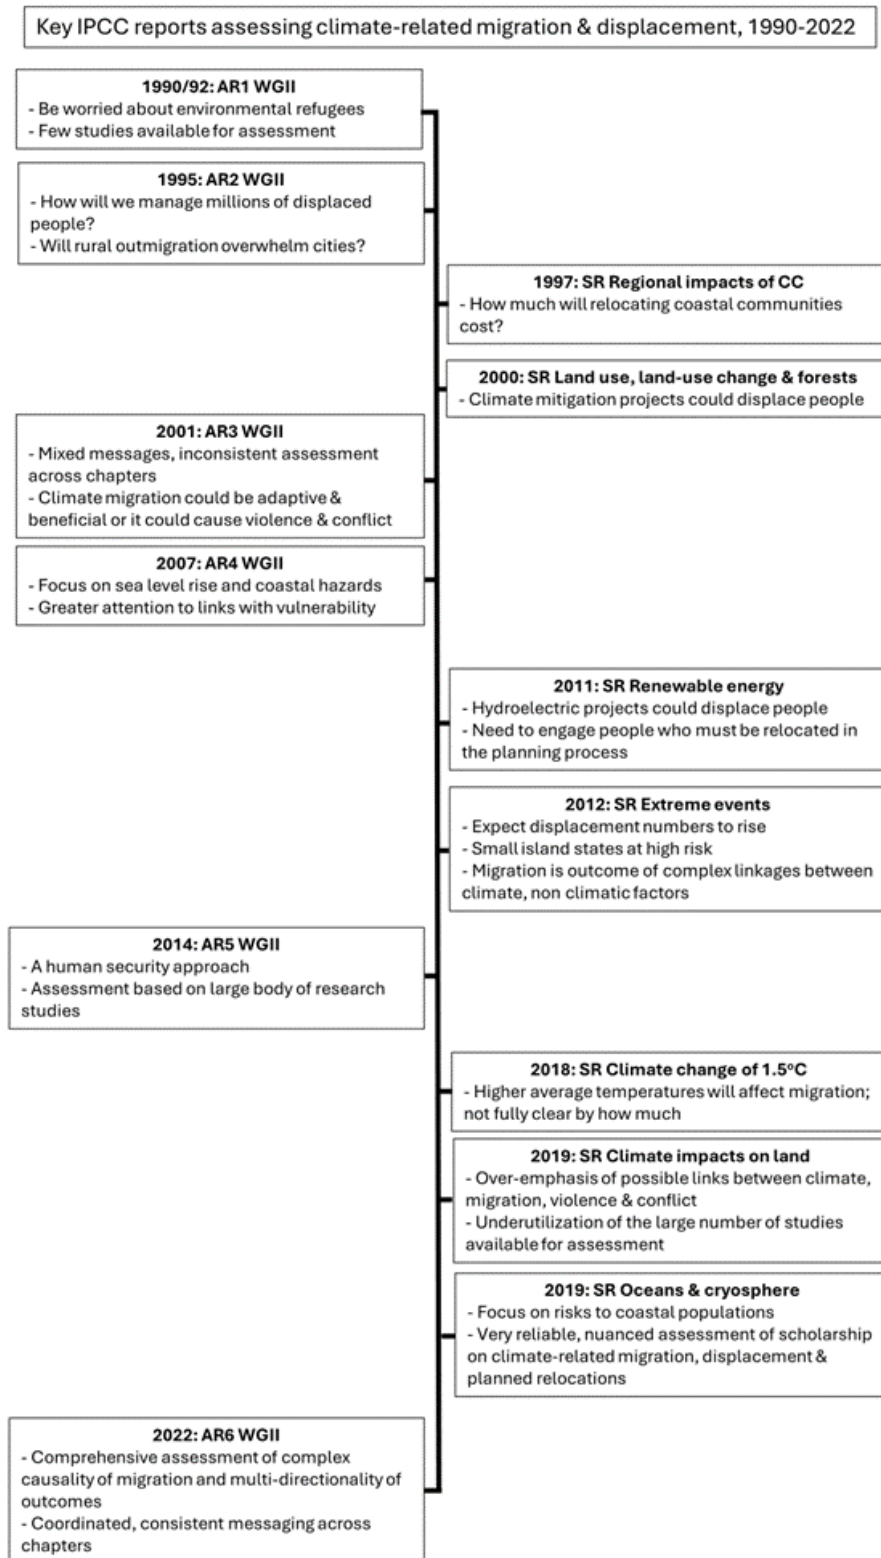 Key IPCC reports assessing climate-related migration & displacement, 1990-2022
1990/92: AR1 WGII
- Be worried about environmental refugees
- Few studies available for assessment
1995: AR2 WGII
- How will we manage millions of displaced
people?
- Will rural outmigration overwhelm cities?
1997: SR Regional impacts of CC
- How much will relocating coastal communities
cost?
2000: SR Land use, land-use change & forests
- Climate mitigation projects could displace people
2001: AR3 WGII
- Mixed messages, inconsistent assessment
across chapters
- Climate migration could be adaptive &
beneficial or it could cause violence & conflict
2007: AR4 WGII
- Focus on sea level rise and coastal hazards
- Greater attention to links with vulnerability
2011: SR Renewable energy
- Hydroelectric projects could displace people
- Need to engage people who must be relocated in
the planning process
2012: SR Extreme events
- Expect displacement numbers to rise
- Small island states at high risk
- Migration is outcome of complex linkages between
climate, non climatic factors
2014: AR5 WGII
- A human security approach
- Assessment based on large body of research
studies
2018: SR Climate change of 1.5°C
- Higher average temperatures will affect migration;
not fully clear by how much
2019: SR Climate impacts on land
- Over-emphasis of possible links between climate,
migration, violence & conflict
- Underutilization of the large number of studies
available for assessment
2019: SR Oceans & cryosphere
- Focus on risks to coastal populations
- Very reliable, nuanced assessment of scholarship
on climate-related migration, displacement &
planned relocations
2022: AR6 WGII
- Comprehensive assessment of complex
causality of migration and multi-directionality of
outcomes
- Coordinated, consistent messaging across
chapters